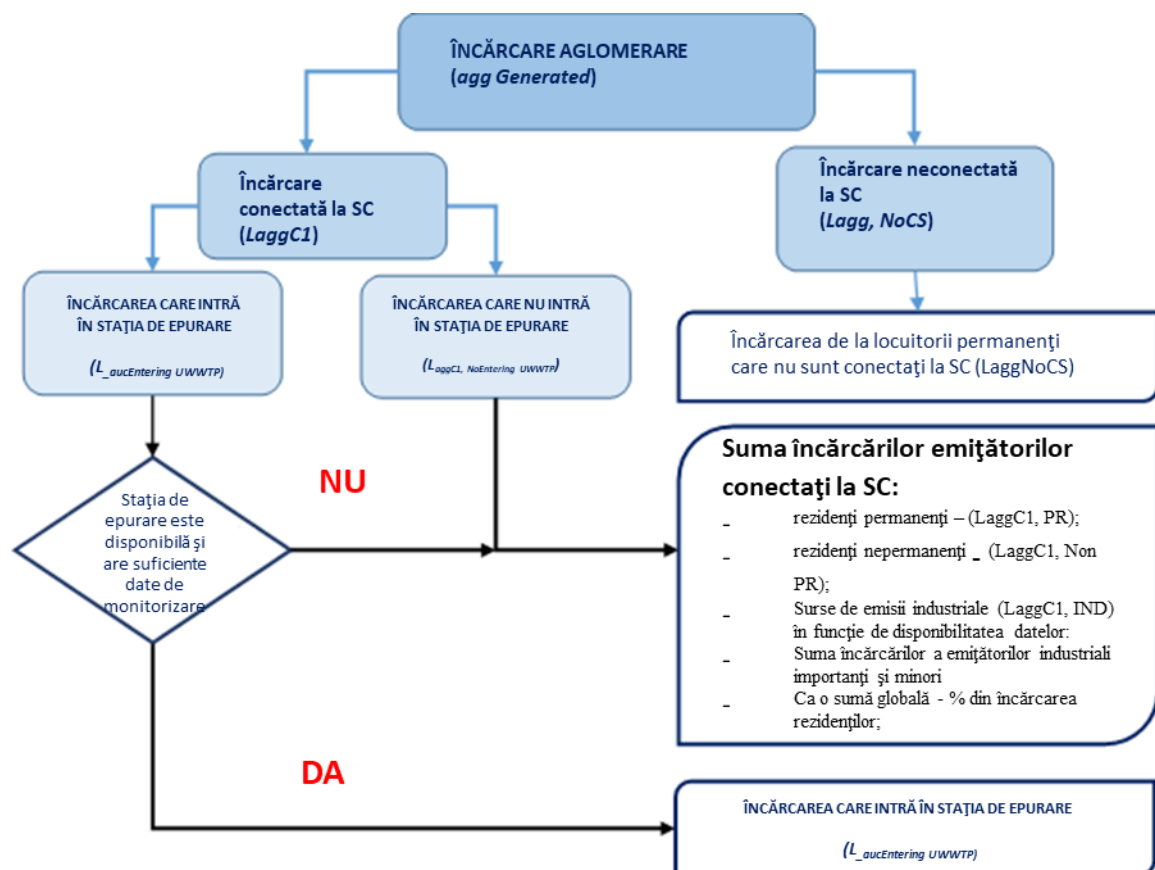 ÎNCĂRCARE AGLOMERARE
(agg Generated)
Încărcare
conectată la SC
(LaggC1)
Încărcare neconectată
la SC
(Lagg, NoCS)
ÎNCĂRCAREA CARE INTRĂ
ÎN STAŢIA DE EPURARE
(L_aucEntering UWWTP)
ÎNCĂRCAREA CARE NU INTRĂ
ÎN STAŢIA DE EPURARE
(LaggC1, NoEntering UWWTP)
Încărcarea de la locuitorii permanenţi
care nu sunt conectaţi la SC (LaggNoCS)
Staţia de
epurare este
disponibilă şi
are suficiente
date de
monitorizare
NU
Suma încărcărilor emiţătorilor
conectaţi la SC:
- rezidenţi permanenţi – (LaggC1, PR);
- rezidenţi nepermanenţi - (LaggC1, Non
PR);
- Surse de emisii industriale (LaggC1, IND)
în funcţie de disponibilitatea datelor:
- Suma încărcărilor a emiţătorilor industriali
importanţi şi minori
- Ca o sumă globală - % din încărcarea
rezidenţilor;
DA
ÎNCĂRCAREA CARE INTRĂ ÎN STAŢIA DE EPURARE
(L_aucEntering UWWTP)